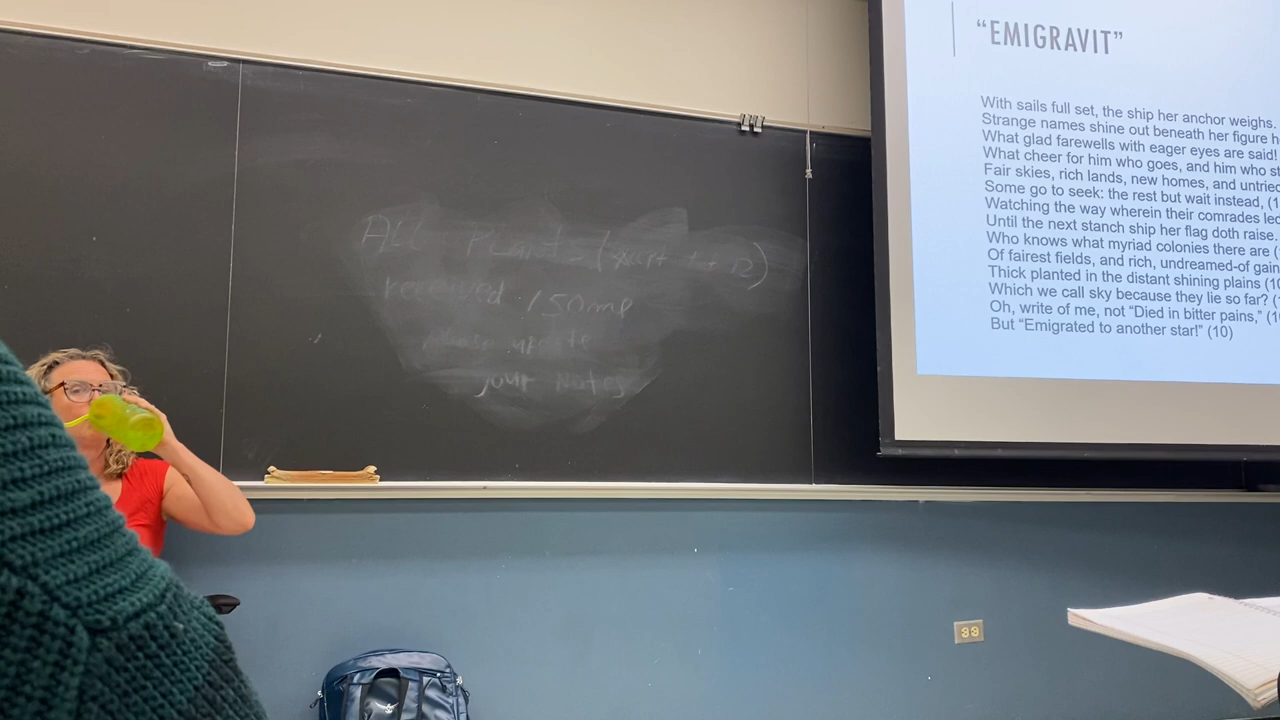 All Plants (except
received 150ml
please update
your Notes
“EMIGRAVIT”
With sails full set, the ship her anchor weighs.
Strange names shine out beneath her figure h
What glad farewells with eager eyes are said!
What cheer for him who goes, and him who st
Fair skies, rich lands, new homes, and untried
Some go to seek: the rest but wait instead, (1
Watching the way wherein their comrades led
Until the next stanch ship her flag doth raise.
Who knows what myriad colonies there are (
Of fairest fields, and rich, undreamed-of gain
Thick planted in the distant shining plains (10
Which we call sky because they lie so far? (
Oh, write of me, not “Died in bitter pains,” (1
But “Emigrated to another star!” (10)